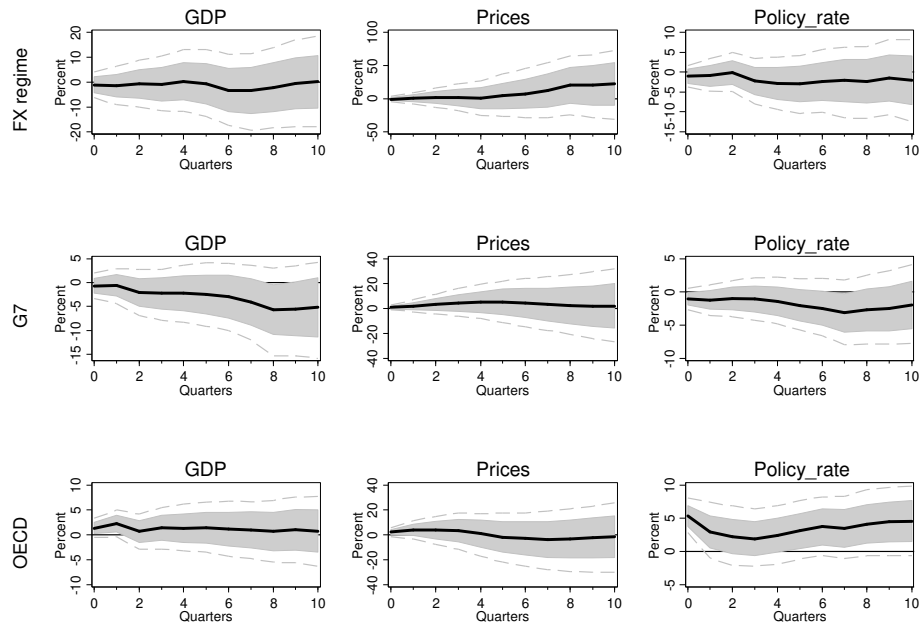 GDP
Prices
Policy_rate
FX regime
Percent
20
10
0
-10
-20
0 2 4 6 8 10
Quarters
Percent
100
50
0
-50
0 2 4 6 8 10
Quarters
Percent
10
5
0
-5
-10
-15
0 2 4 6 8 10
Quarters
GDP
Prices
Policy_rate
G7
Percent
5
0
-5
-10
-15
0 2 4 6 8 10
Quarters
Percent
40
20
0
-20
-40
0 2 4 6 8 10
Quarters
Percent
5
0
-5
-10
0 2 4 6 8 10
Quarters
GDP
Prices
Policy_rate
OECD
Percent
10
5
0
-5
-10
0 2 4 6 8 10
Quarters
Percent
40
20
0
-20
-40
0 2 4 6 8 10
Quarters
Percent
10
5
0
-5
0 2 4 6 8 10
Quarters